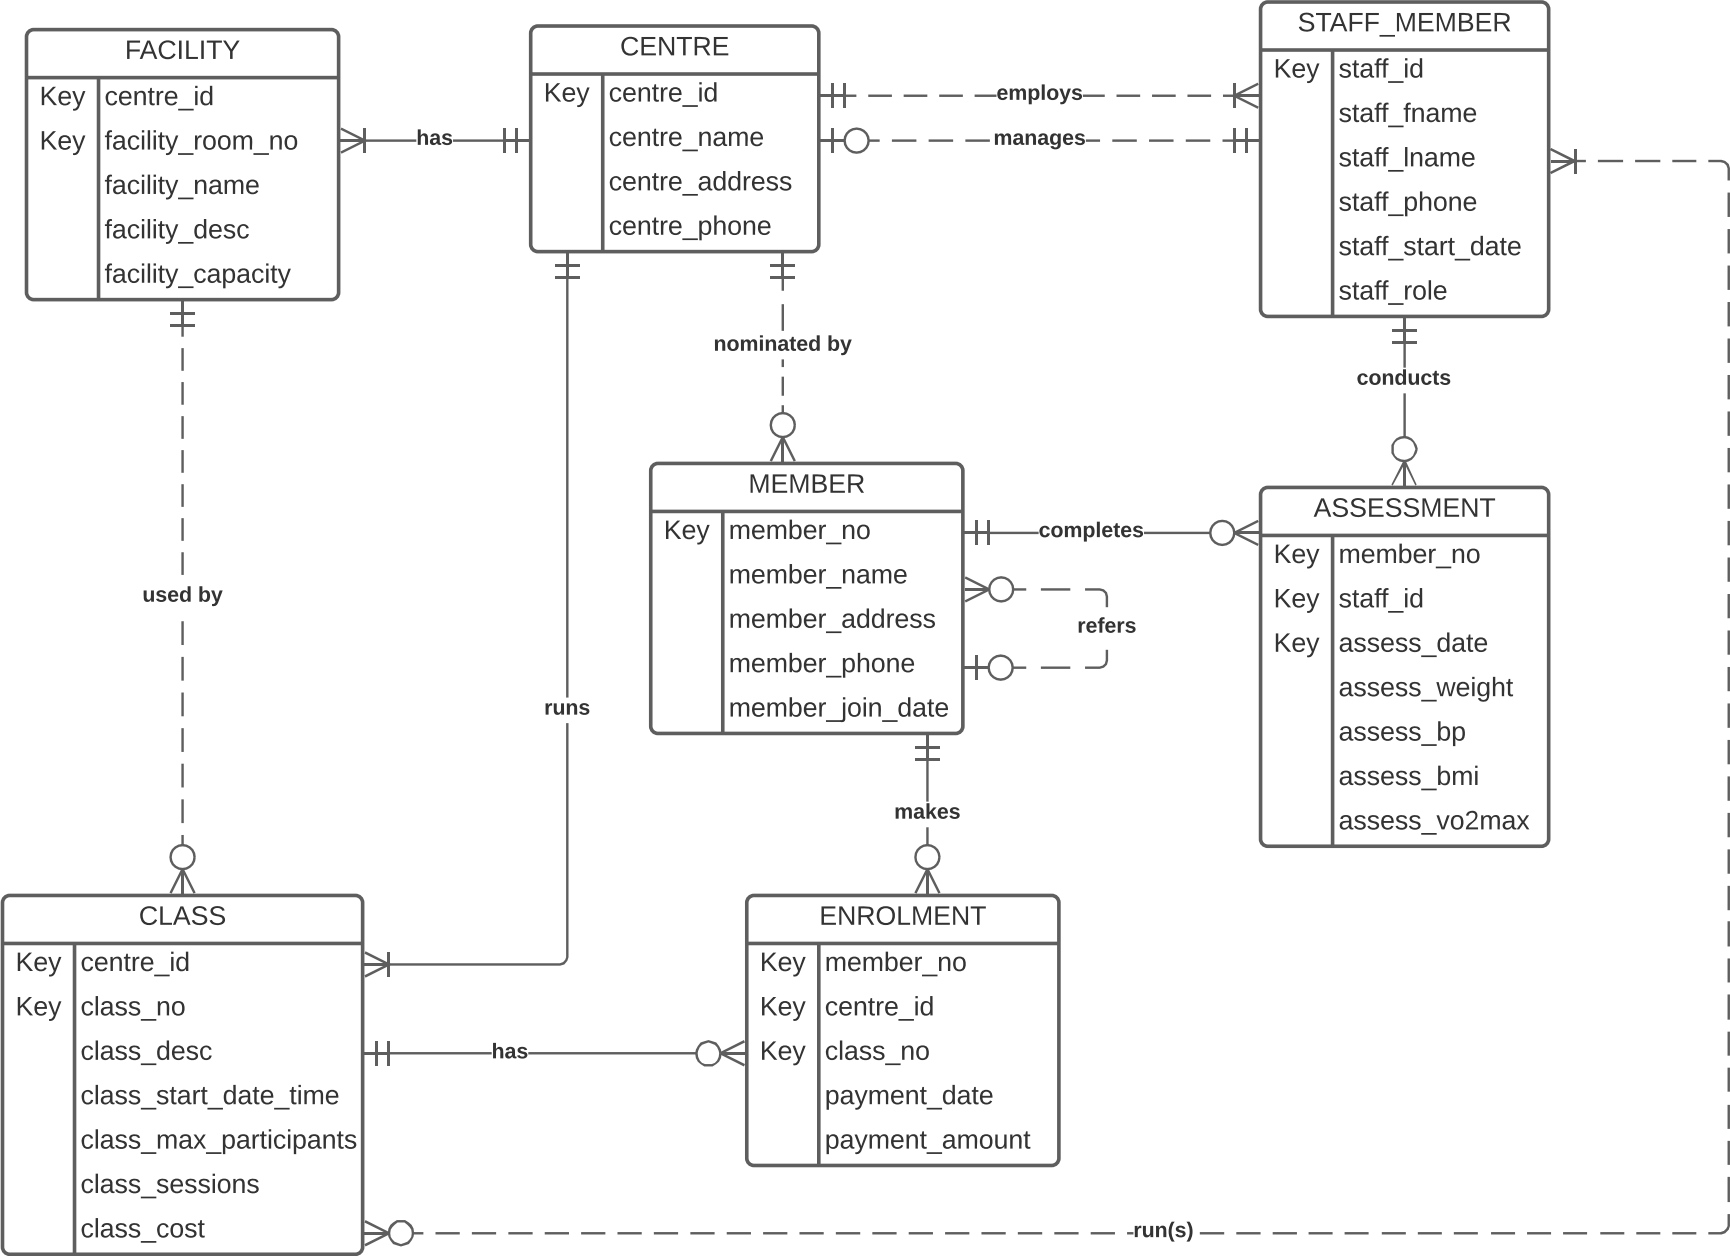 FACILITY
Key centre_id
Key facility_room_no
facility_name
facility_desc
facility_capacity
has
CENTRE
Key centre_id
centre_name
centre_address
centre_phone
employs
manages
STAFF_MEMBER
Key staff_id
staff_fname
staff_lname
staff_phone
staff_start_date
staff_role
nominated by
conducts
used by
runs
MEMBER
Key member_no
member_name
member_address
member_phone
member_join_date
completes
refers
makes
ASSESSMENT
Key member_no
Key staff_id
Key assess_date
assess_weight
assess_bp
assess_bmi
assess_vo2max
CLASS
Key centre_id
Key class_no
class_desc
class_start_date_time
class_max_participants
class_sessions
class_cost
has
ENROLMENT
Key member_no
Key centre_id
Key class_no
payment_date
payment_amount
run(s)